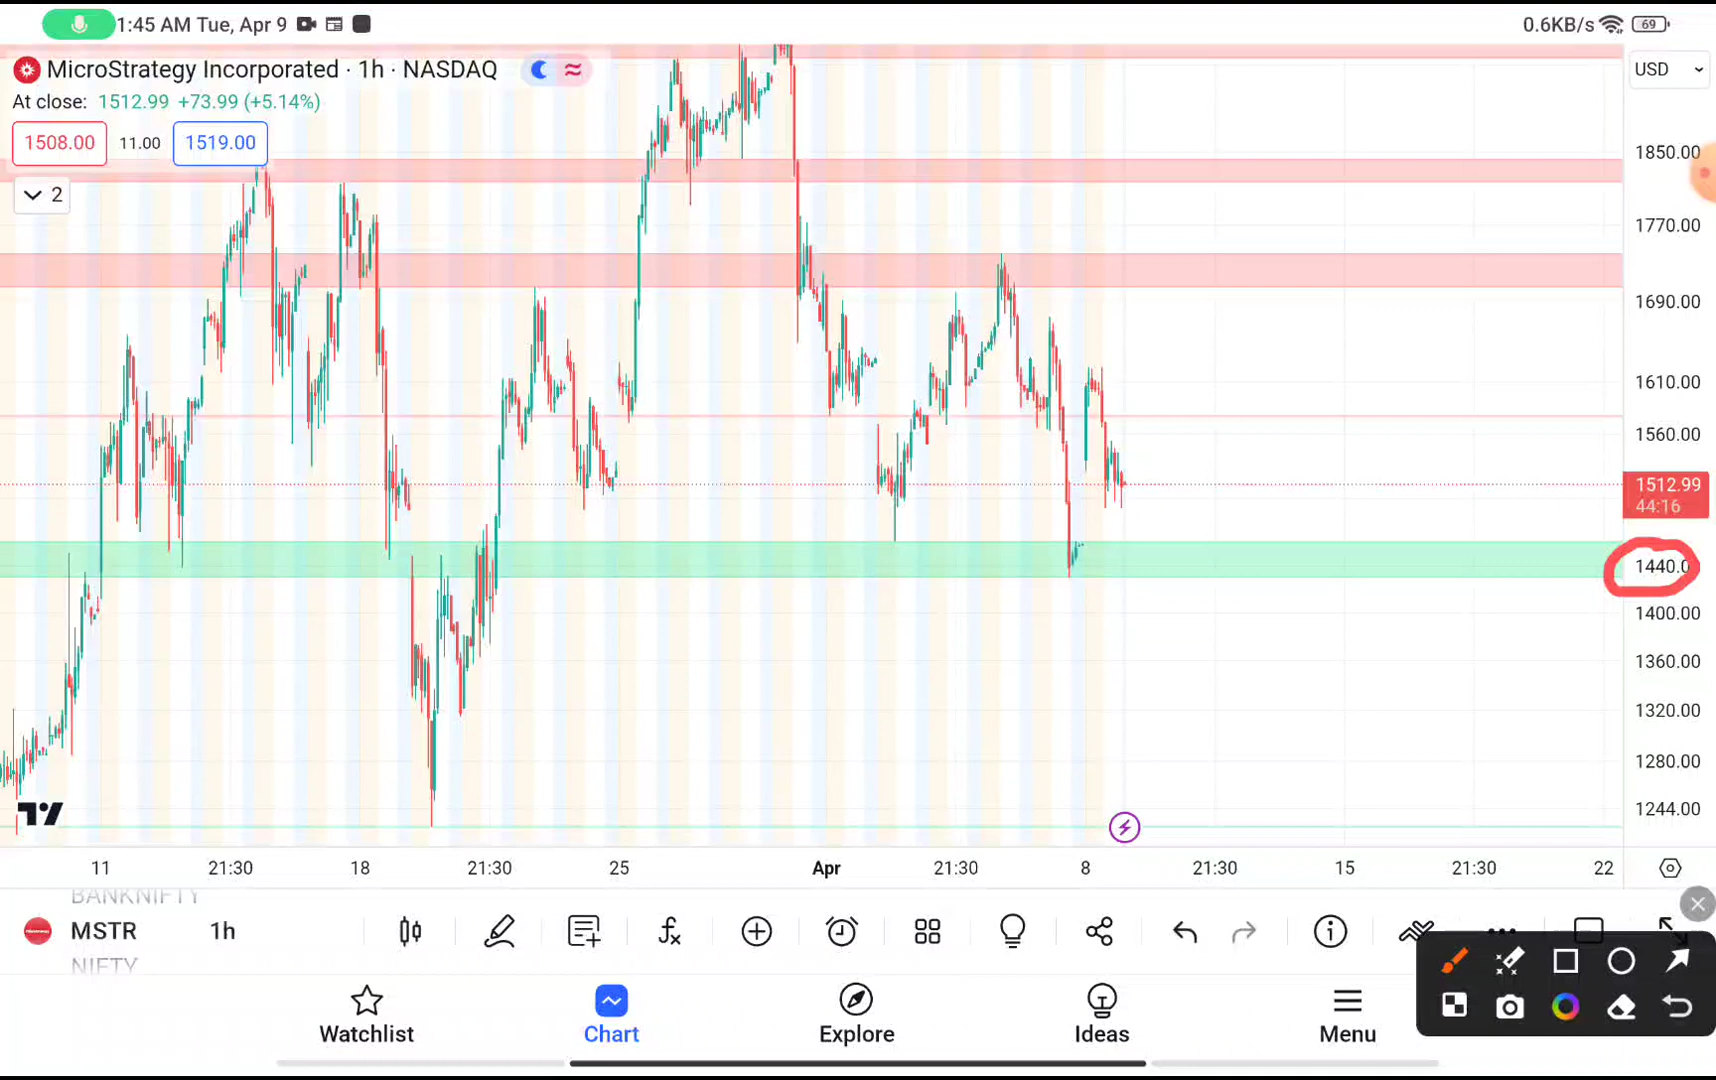 1:45 AM Tue, Apr 9
0.6KB/s
69
MicroStrategy Incorporated · 1h · NASDAQ
USD
At close: 1512.99 +73.99 (+5.14%)
1508.00 11.00 1519.00
2
1850.00
1770.00
1690.00
1610.00
1560.00
1512.99
44:16
1440.0
1400.00
1360.00
1320.00
1280.00
1244.00
11 21:30 18 21:30 25 Apr 21:30 8 21:30 15 21:30 22
BANKNIFTY
MSTR 1h
NIFTY
Watchlist Chart Explore Ideas Menu